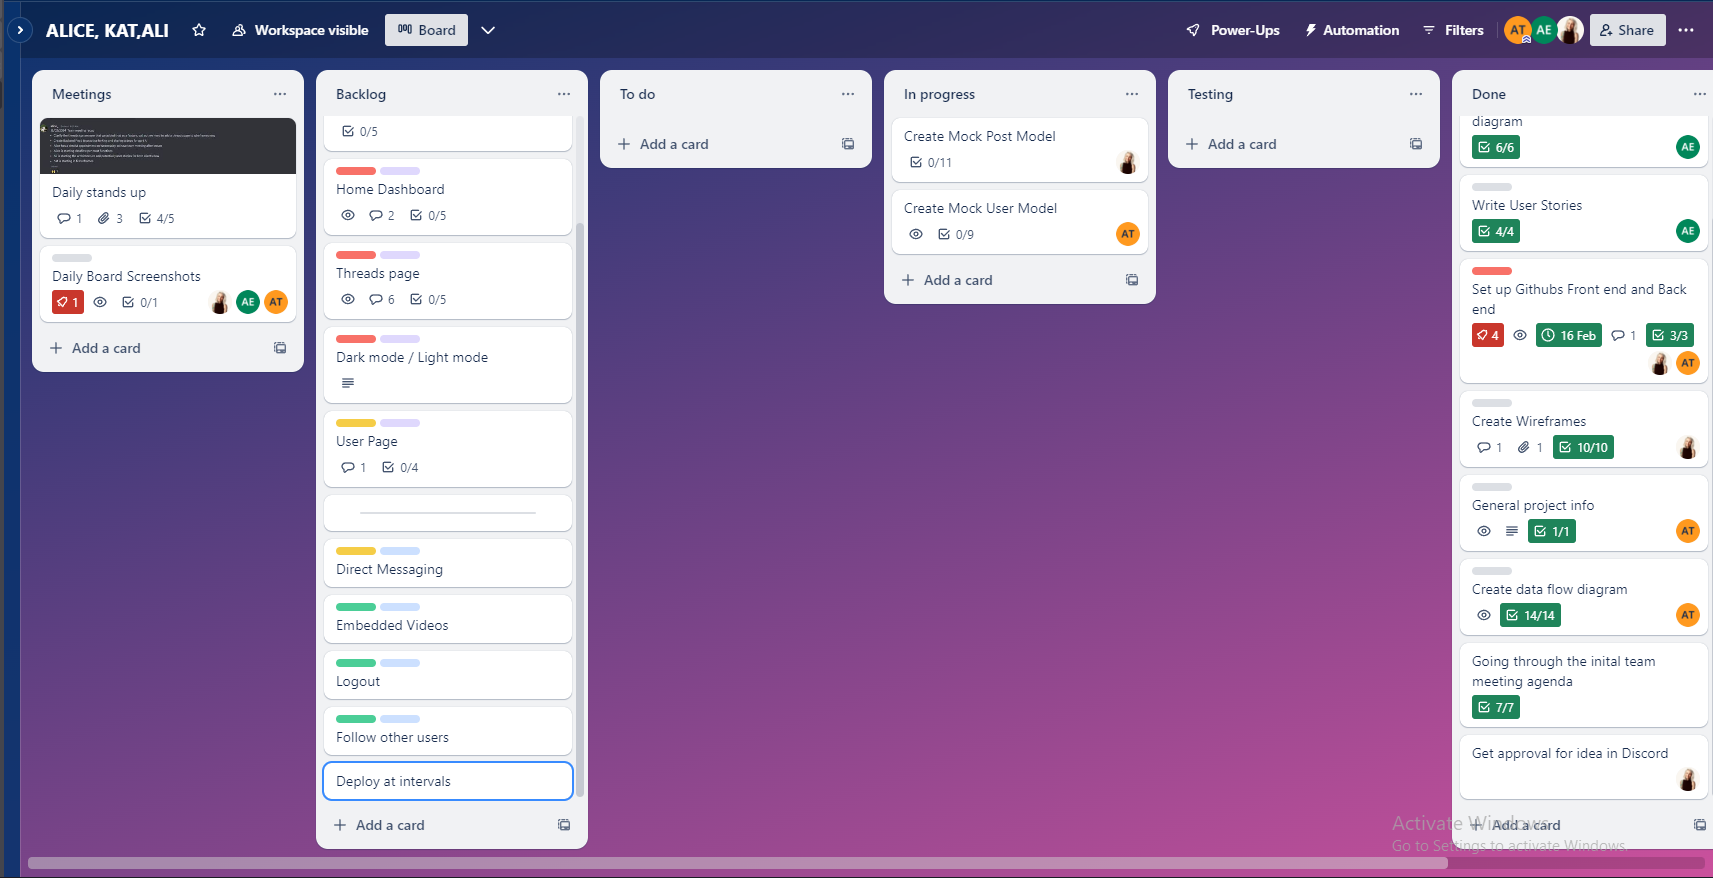 ALICE, KAT,ALI
Workspace visible
Board
Power-Ups
Automation
Filters
AT
AE
Share
Meetings
Daily stands up
1
3
4/5
Daily Board Screenshots
1
0/1
AE
AT
Add a card
Backlog
0/5
Home Dashboard
2
0/5
Threads page
6
0/5
Dark mode / Light mode
User Page
1
0/4
Direct Messaging
Embedded Videos
Logout
Follow other users
Deploy at intervals
Add a card
To do
Add a card
In progress
Create Mock Post Model
0/11
Create Mock User Model
0/9
AT
Add a card
Testing
Add a card
Done
diagram
6/6
AE
Write User Stories
4/4
AE
Set up Githubs Front end and Back
end
4
16 Feb
1
3/3
AT
Create Wireframes
1
1
10/10
General project info
1/1
AT
Create data flow diagram
14/14
AT
Going through the inital team
meeting agenda
7/7
Get approval for idea in Discord
Add a card
Activate Windows
Go to Settings to activate Windows.